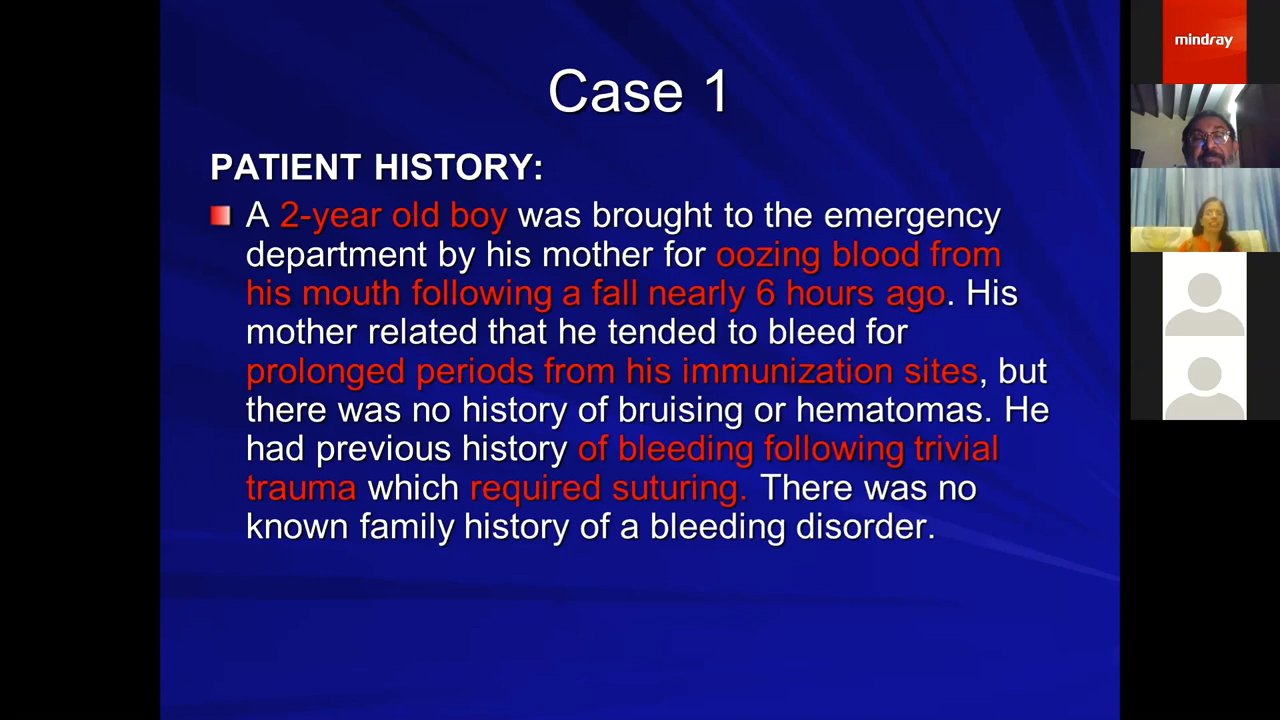 Case 1
PATIENT HISTORY:
A 2-year old boy was brought to the emergency
department by his mother for oozing blood from
his mouth following a fall nearly 6 hours ago. His
mother related that he tended to bleed for
prolonged periods from his immunization sites, but
there was no history of bruising or hematomas. He
had previous history of bleeding following trivial
trauma which required suturing. There was no
known family history of a bleeding disorder.
mindray